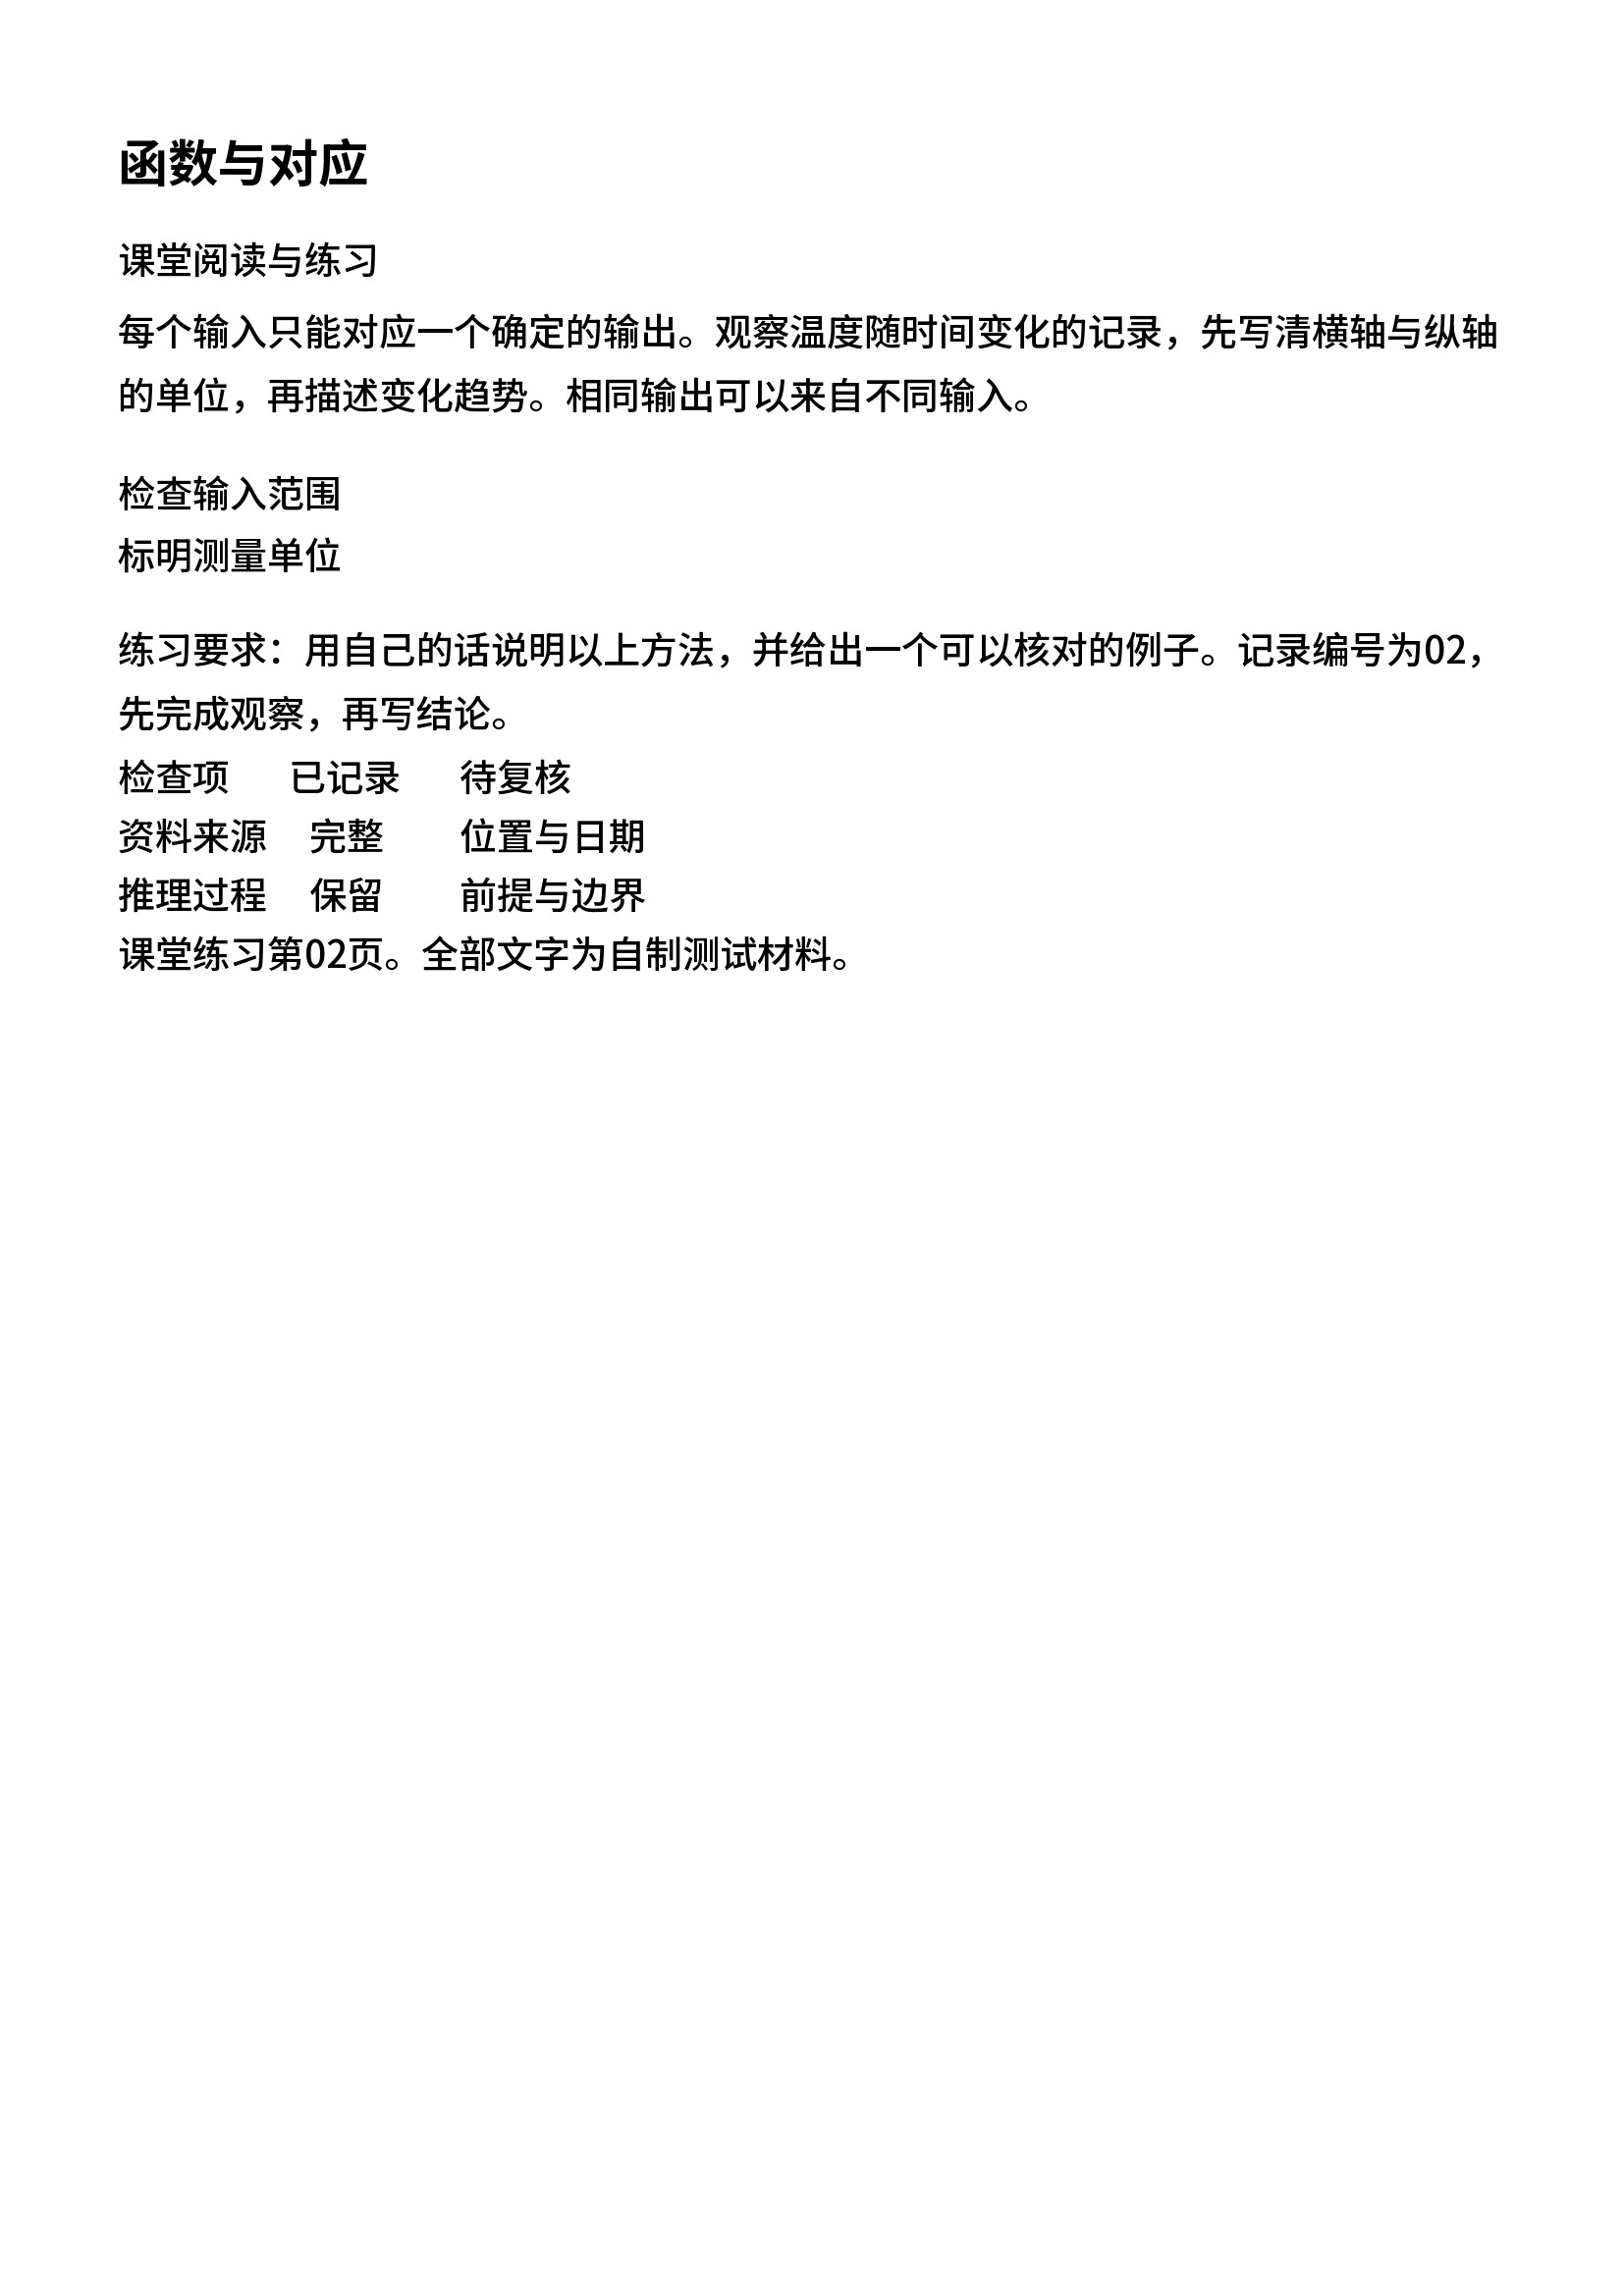 函数与对应
课堂阅读与练习
每个输入只能对应一个确定的输出。观察温度随时间变化的记录，先写清横轴与纵轴
的单位，再描述变化趋势。相同输出可以来自不同输入。
检查输入范围
标明测量单位
练习要求：用自己的话说明以上方法，并给出一个可以核对的例子。记录编号为02，
先完成观察，再写结论。
检查项 已记录 待复核
资料来源 完整 位置与日期
推理过程 保留 前提与边界
课堂练习第02页。全部文字为自制测试材料。